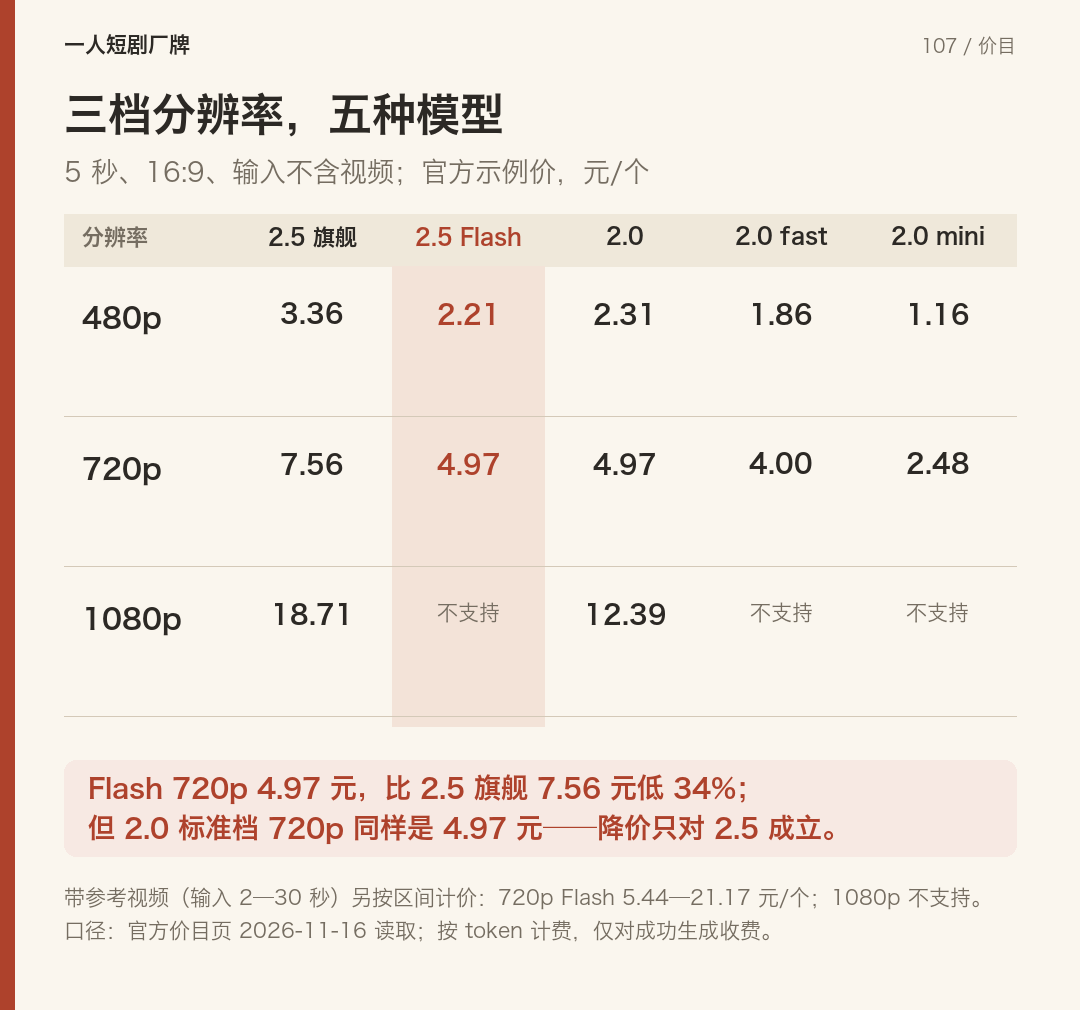 一人短剧厂牌
107 / 价目
三档分辨率，五种模型
5 秒、16:9、输入不含视频；官方示例价，元/个
分辨率 2.5 旗舰 2.5 Flash 2.0 2.0 fast 2.0 mini
480p 3.36 2.21 2.31 1.86 1.16
720p 7.56 4.97 4.97 4.00 2.48
1080p 18.71 不支持 12.39 不支持 不支持
Flash 720p 4.97 元，比 2.5 旗舰 7.56 元低 34%；
但 2.0 标准档 720p 同样是 4.97 元——降价只对 2.5 成立。
带参考视频（输入 2—30 秒）另按区间计价：720p Flash 5.44—21.17 元/个；1080p 不支持。
口径：官方价目页 2026-11-16 读取；按 token 计费，仅对成功生成收费。